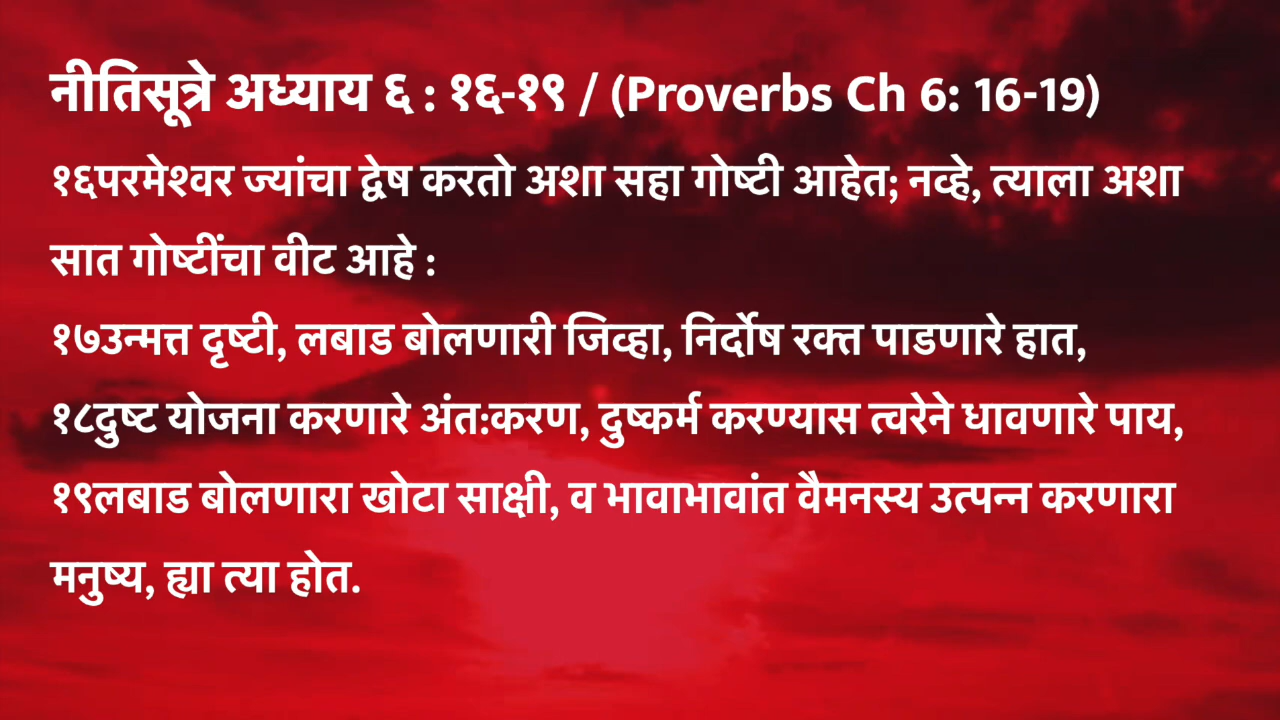 नीतिसूत्रे अध्याय ६ : १६-१९ / (Proverbs Ch 6: 16-19)
१६परमेश्वर ज्यांचा द्वेष करतो अशा सहा गोष्टी आहेत; नव्हे, त्याला अशा
सात गोष्टींचा वीट आहे :
१७उन्मत्त दृष्टी, लबाड बोलणारी जिव्हा, निर्दोष रक्त पाडणारे हात,
१८दुष्ट योजना करणारे अंत:करण, दुष्कर्म करण्यास त्वरेने धावणारे पाय,
१९लबाड बोलणारा खोटा साक्षी, व भावाभावांत वैमनस्य उत्पन्न करणारा
मनुष्य, ह्या त्या होत.